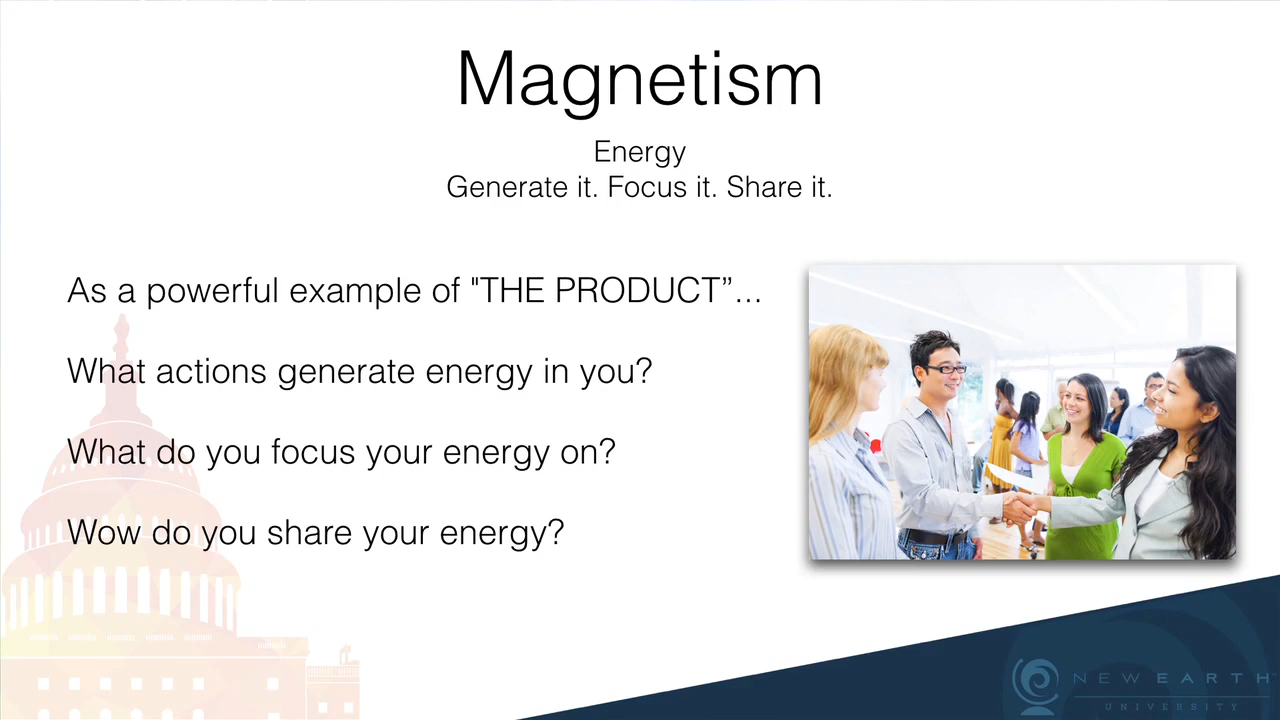 Magnetism
Energy
Generate it. Focus it. Share it.
As a powerful example of "THE PRODUCT”...
What actions generate energy in you?
What do you focus your energy on?
Wow do you share your energy?
NEW EARTH
UNIVERSITY